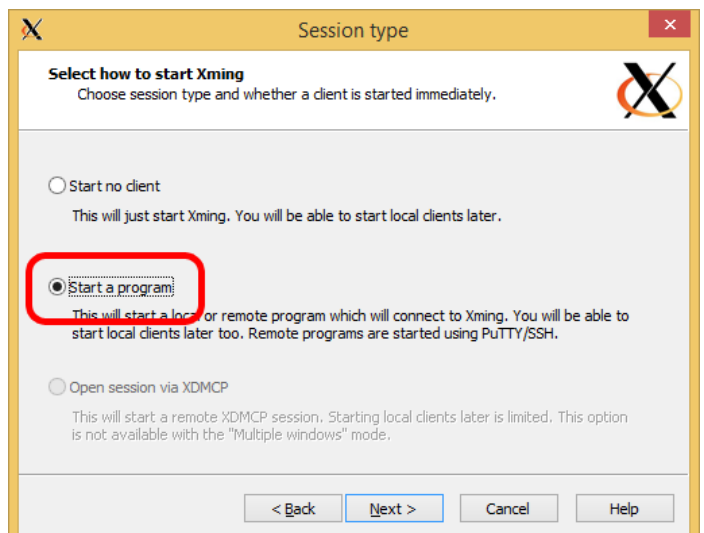 Session type
Select how to start Xming
Choose session type and whether a client is started immediately.
Start no client
This will just start Xming. You will be able to start local clients later.
Start a program
This will start a local or remote program which will connect to Xming. You will be able to
start local clients later too. Remote programs are started using PuTTY/SSH.
Open session via XDMCP
This will start a remote XDMCP session. Starting local clients later is limited. This option
is not available with the "Multiple windows" mode.
< Back Next > Cancel Help